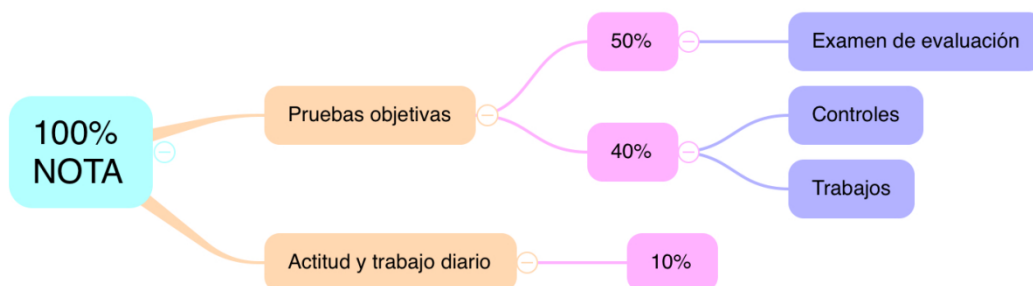 100%
NOTA
Pruebas objetivas
50%
Examen de evaluación
40%
Controles
Trabajos
Actitud y trabajo diario
10%